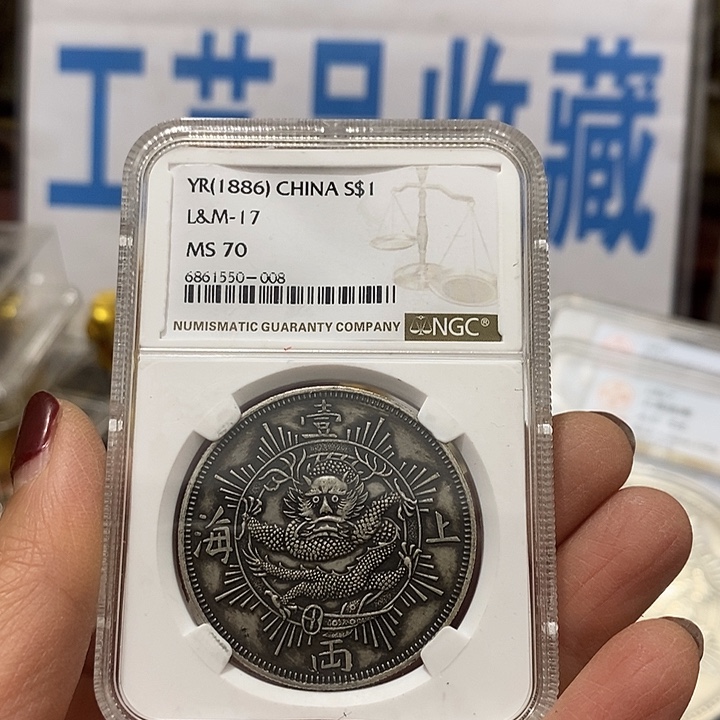 工艺品收藏
YR(1886) CHINA S$1
L&M-17
MS 70
6861550-008
NUMISMATIC GUARANTY COMPANY NGC®
壹
海 上
两